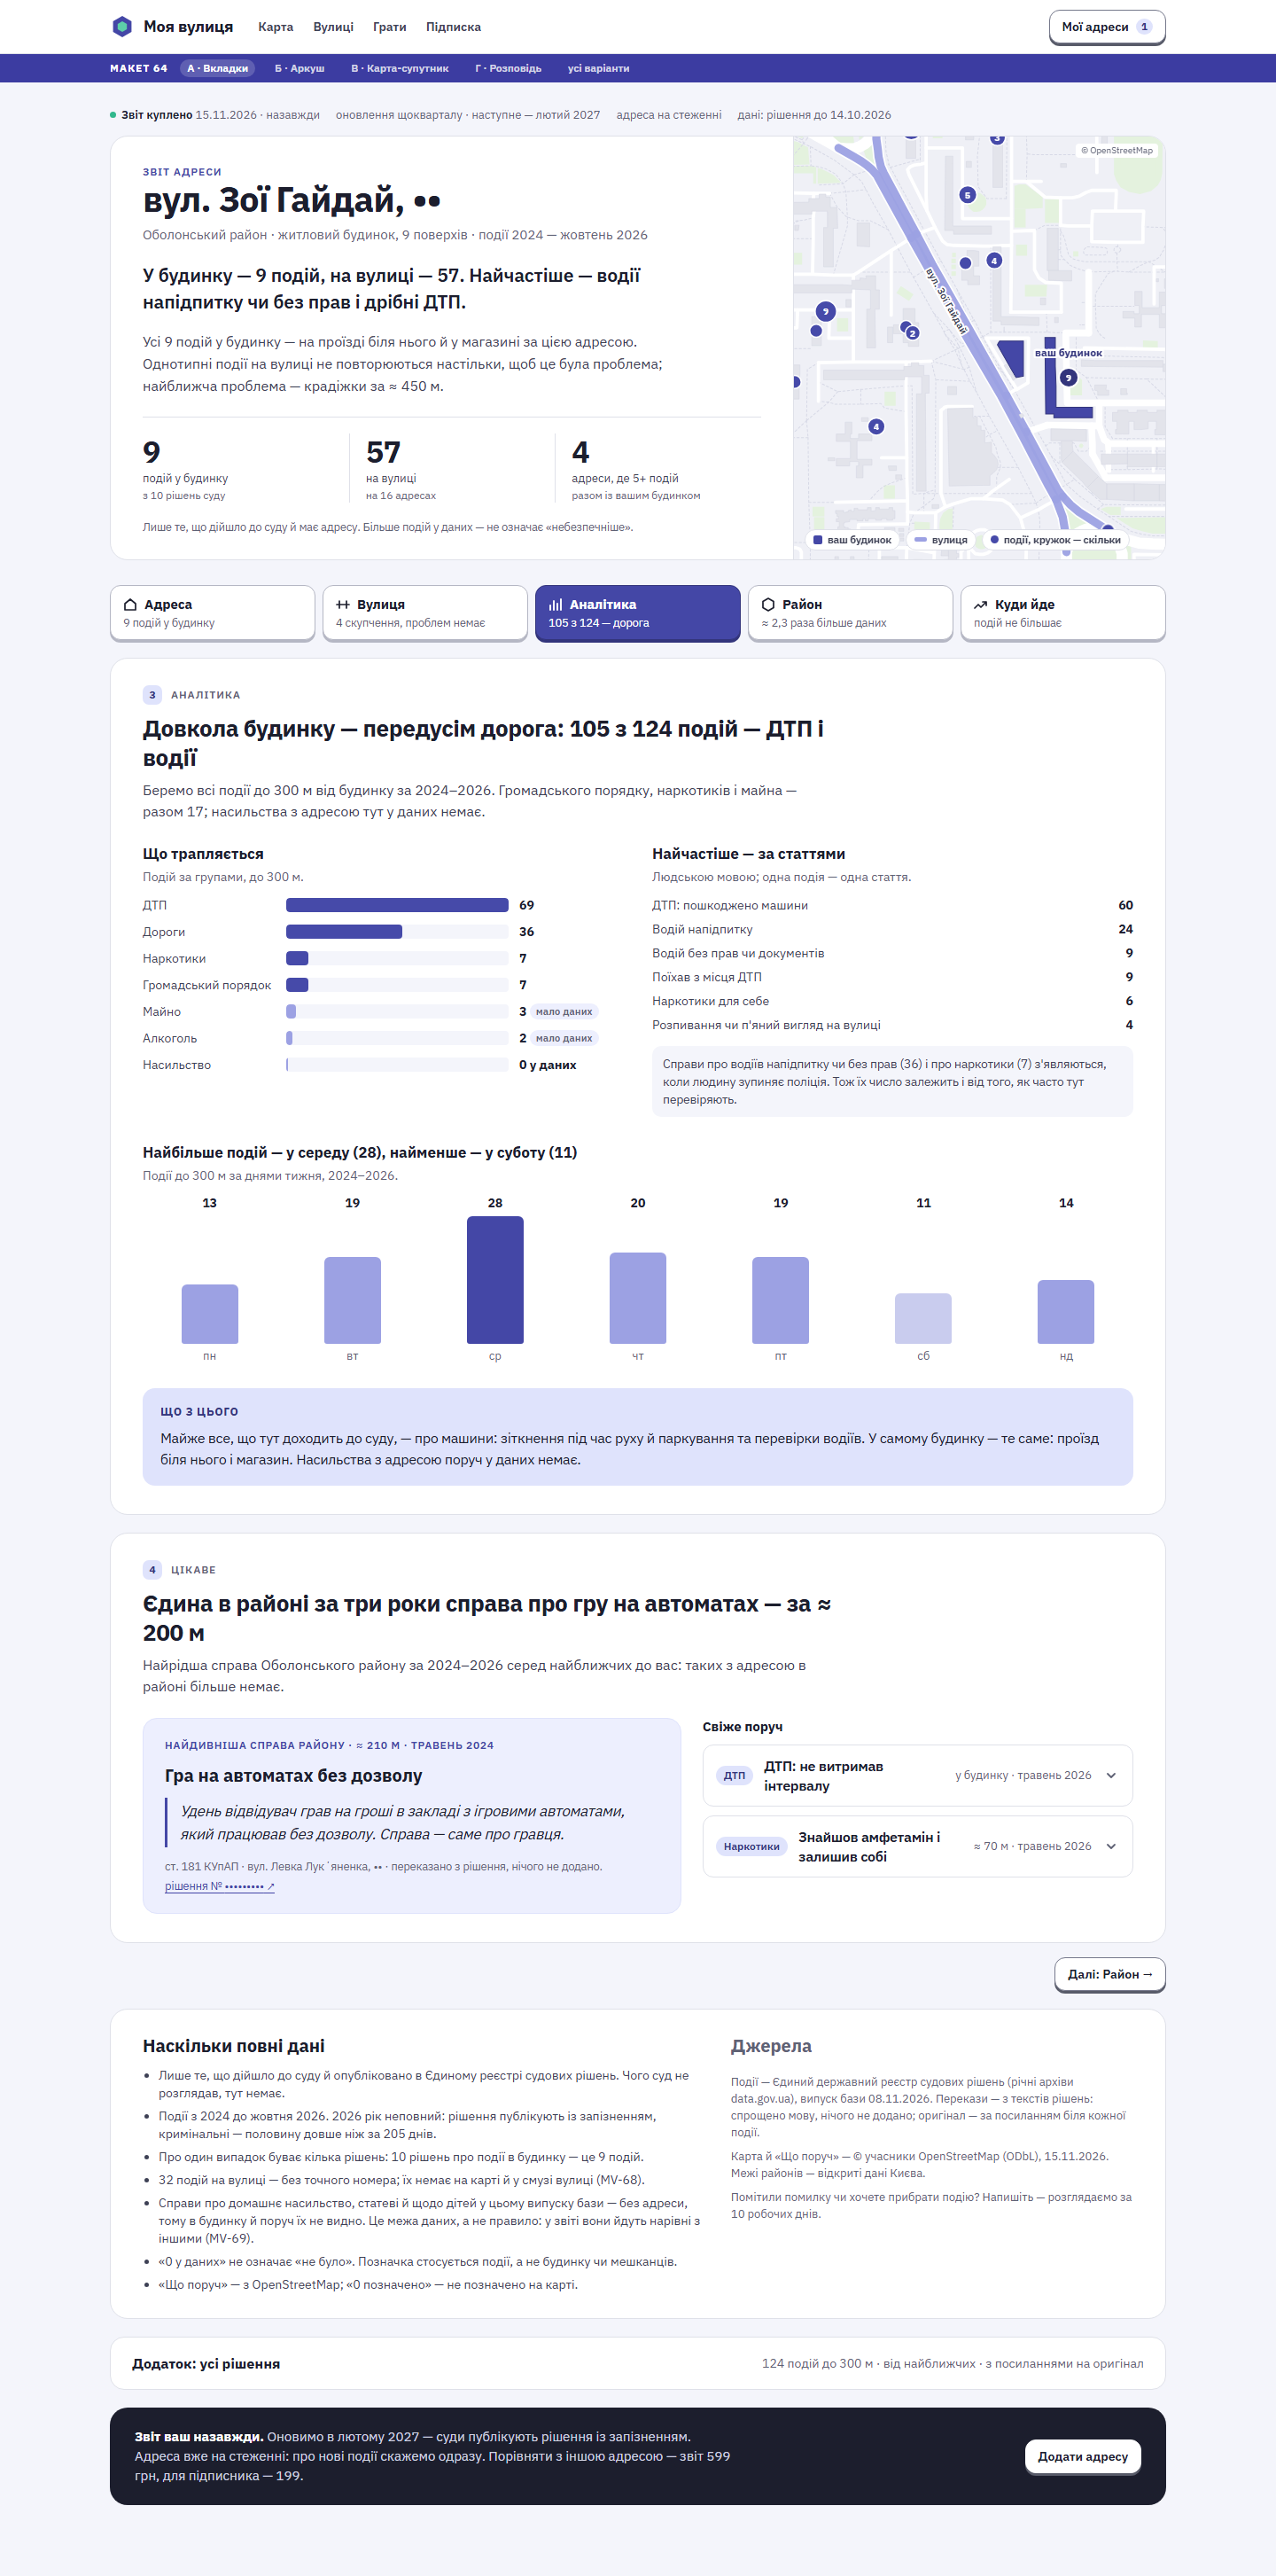 Моя вулиця
Карта
Вулиці
Грати
Підписка
Мої адреси 1
МАКЕТ 64
А · Вкладки
Б · Аркуш
В · Карта-супутник
Г · Розповідь
усі варіанти
Звіт куплено 15.11.2026 · назавжди
оновлення щокварталу · наступне — лютий 2027
адреса на стеженні
дані: рішення до 14.10.2026
ЗВІТ АДРЕСИ
вул. Зої Гайдай, ••
Оболонський район · житловий будинок, 9 поверхів · події 2024 — жовтень 2026
У будинку — 9 подій, на вулиці — 57. Найчастіше — водії
напідпитку чи без прав і дрібні ДТП.
Усі 9 подій у будинку — на проїзді біля нього й у магазині за цією адресою.
Однотипні події на вулиці не повторюються настільки, щоб це була проблема;
найближча проблема — крадіжки за ≈ 450 м.
9
подій у будинку
з 10 рішень суду
57
на вулиці
на 16 адресах
4
адреси, де 5+ подій
разом із вашим будинком
Лише те, що дійшло до суду й має адресу. Більше подій у даних — не означає «небезпечніше».
3
© OpenStreetMap
5
4
вул. Зої Гайдай
9
2
ваш будинок
9
4
ваш будинок
вулиця
події, кружок — скільки
Адреса
9 подій у будинку
Вулиця
4 скупчення, проблем немає
Аналітика
105 з 124 — дорога
Район
≈ 2,3 раза більше даних
Куди йде
подій не більшає
3 АНАЛІТИКА
Довкола будинку — передусім дорога: 105 з 124 подій — ДТП і
водії
Беремо всі події до 300 м від будинку за 2024–2026. Громадського порядку, наркотиків і майна —
разом 17; насильства з адресою тут у даних немає.
Що трапляється
Подій за групами, до 300 м.
ДТП 69
Дороги 36
Наркотики 7
Громадський порядок 7
Майно 3 мало даних
Алкоголь 2 мало даних
Насильство 0 у даних
Найчастіше — за статтями
Людською мовою; одна подія — одна стаття.
ДТП: пошкоджено машини 60
Водій напідпитку 24
Водій без прав чи документів 9
Поїхав з місця ДТП 9
Наркотики для себе 6
Розпивання чи п'яний вигляд на вулиці 4
Справи про водіїв напідпитку чи без прав (36) і про наркотики (7) з'являються,
коли людину зупиняє поліція. Тож їх число залежить і від того, як часто тут
перевіряють.
Найбільше подій — у середу (28), найменше — у суботу (11)
Події до 300 м за днями тижня, 2024–2026.
13 19 28 20 19 11 14
пн вт ср чт пт сб нд
ЩО З ЦЬОГО
Майже все, що тут доходить до суду, — про машини: зіткнення під час руху й паркування та перевірки водіїв. У самому будинку — те саме: проїзд
біля нього і магазин. Насильства з адресою поруч у даних немає.
4 ЦІКАВЕ
Єдина в районі за три роки справа про гру на автоматах — за ≈
200 м
Найрідша справа Оболонського району за 2024–2026 серед найближчих до вас: таких з адресою в
районі більше немає.
НАЙДИВНІША СПРАВА РАЙОНУ · ≈ 210 М · ТРАВЕНЬ 2024
Гра на автоматах без дозволу
Удень відвідувач грав на гроші в закладі з ігровими автоматами,
який працював без дозволу. Справа — саме про гравця.
ст. 181 КУпАП · вул. Левка Лук᾿яненка, •• · переказано з рішення, нічого не додано.
рішення № ••••••••• ↗
Свіже поруч
ДТП
ДТП: не витримав
інтервалу
у будинку · травень 2026
Наркотики
Знайшов амфетамін і
залишив собі
≈ 70 м · травень 2026
Далі: Район →
Наскільки повні дані
• Лише те, що дійшло до суду й опубліковано в Єдиному реєстрі судових рішень. Чого суд не
розглядав, тут немає.
• Події з 2024 до жовтня 2026. 2026 рік неповний: рішення публікують із запізненням,
кримінальні — половину довше ніж за 205 днів.
• Про один випадок буває кілька рішень: 10 рішень про події в будинку — це 9 подій.
• 32 подій на вулиці — без точного номера; їх немає на карті й у смузі вулиці (MV-68).
• Справи про домашнє насильство, статеві й щодо дітей у цьому випуску бази — без адреси,
тому в будинку й поруч їх не видно. Це межа даних, а не правило: у звіті вони йдуть нарівні з
іншими (MV-69).
• «0 у даних» не означає «не було». Позначка стосується події, а не будинку чи мешканців.
• «Що поруч» — з OpenStreetMap; «0 позначено» — не позначено на карті.
Джерела
Події — Єдиний державний реєстр судових рішень (річні архіви
data.gov.ua), випуск бази 08.11.2026. Перекази — з текстів рішень:
спрощено мову, нічого не додано; оригінал — за посиланням біля кожної
події.
Карта й «Що поруч» — © учасники OpenStreetMap (ODbL), 15.11.2026.
Межі районів — відкриті дані Києва.
Помітили помилку чи хочете прибрати подію? Напишіть — розглядаємо за
10 робочих днів.
Додаток: усі рішення
124 подій до 300 м · від найближчих · з посиланнями на оригінал
Звіт ваш назавжди. Оновимо в лютому 2027 — суди публікують рішення із запізненням.
Адреса вже на стеженні: про нові події скажемо одразу. Порівняти з іншою адресою — звіт 599
грн, для підписника — 199.
Додати адресу